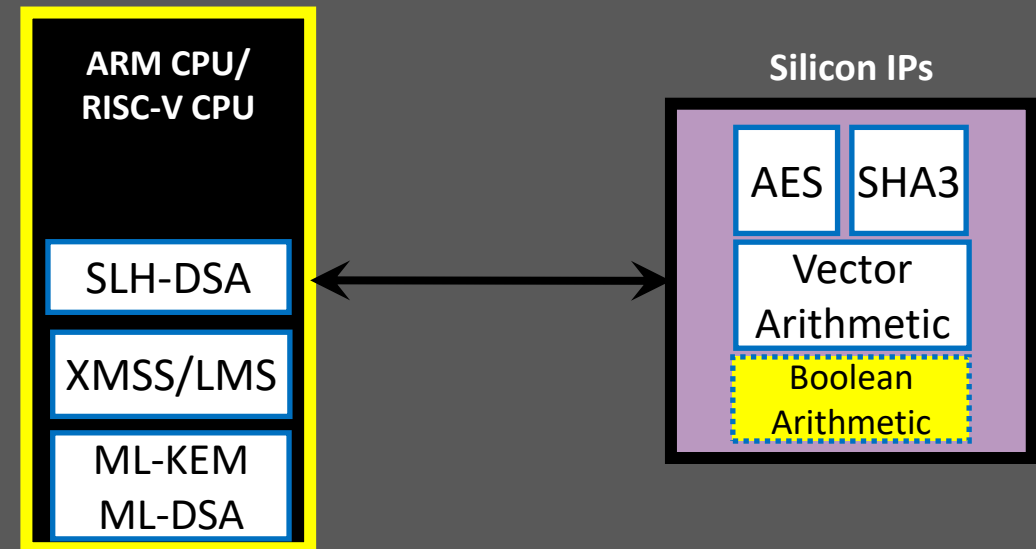 ARM CPU/
RISC-V CPU
SLH-DSA
XMSS/LMS
ML-KEM
ML-DSA
Silicon IPs
AES
SHA3
Vector
Arithmetic
Boolean
Arithmetic